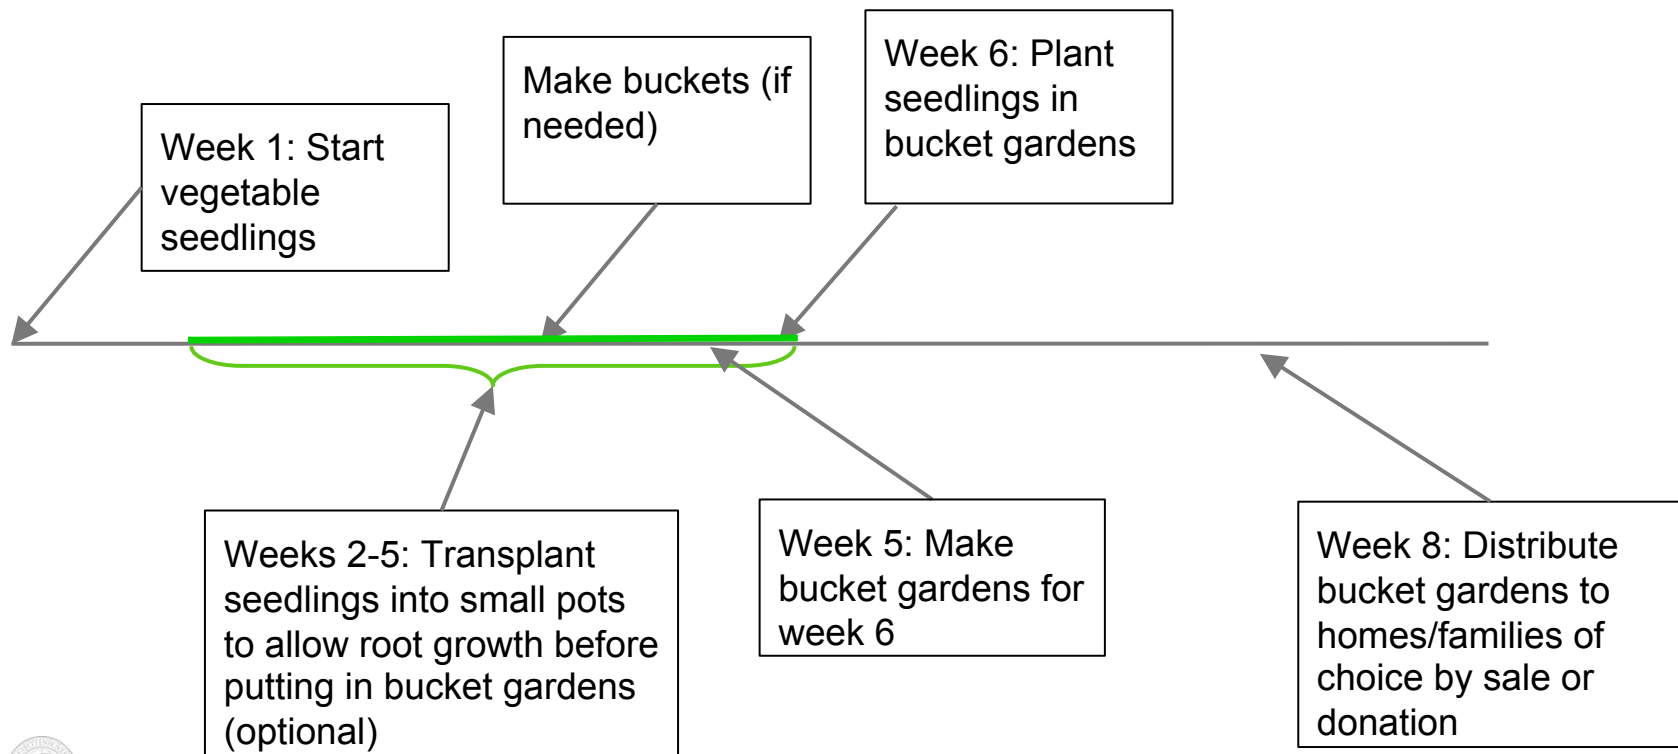 Week 1: Start
vegetable
seedlings
Make buckets (if
needed)
Week 6: Plant
seedlings in
bucket gardens
Weeks 2-5: Transplant
seedlings into small pots
to allow root growth before
putting in bucket gardens
(optional)
Week 5: Make
bucket gardens for
week 6
Week 8: Distribute
bucket gardens to
homes/families of
choice by sale or
donation